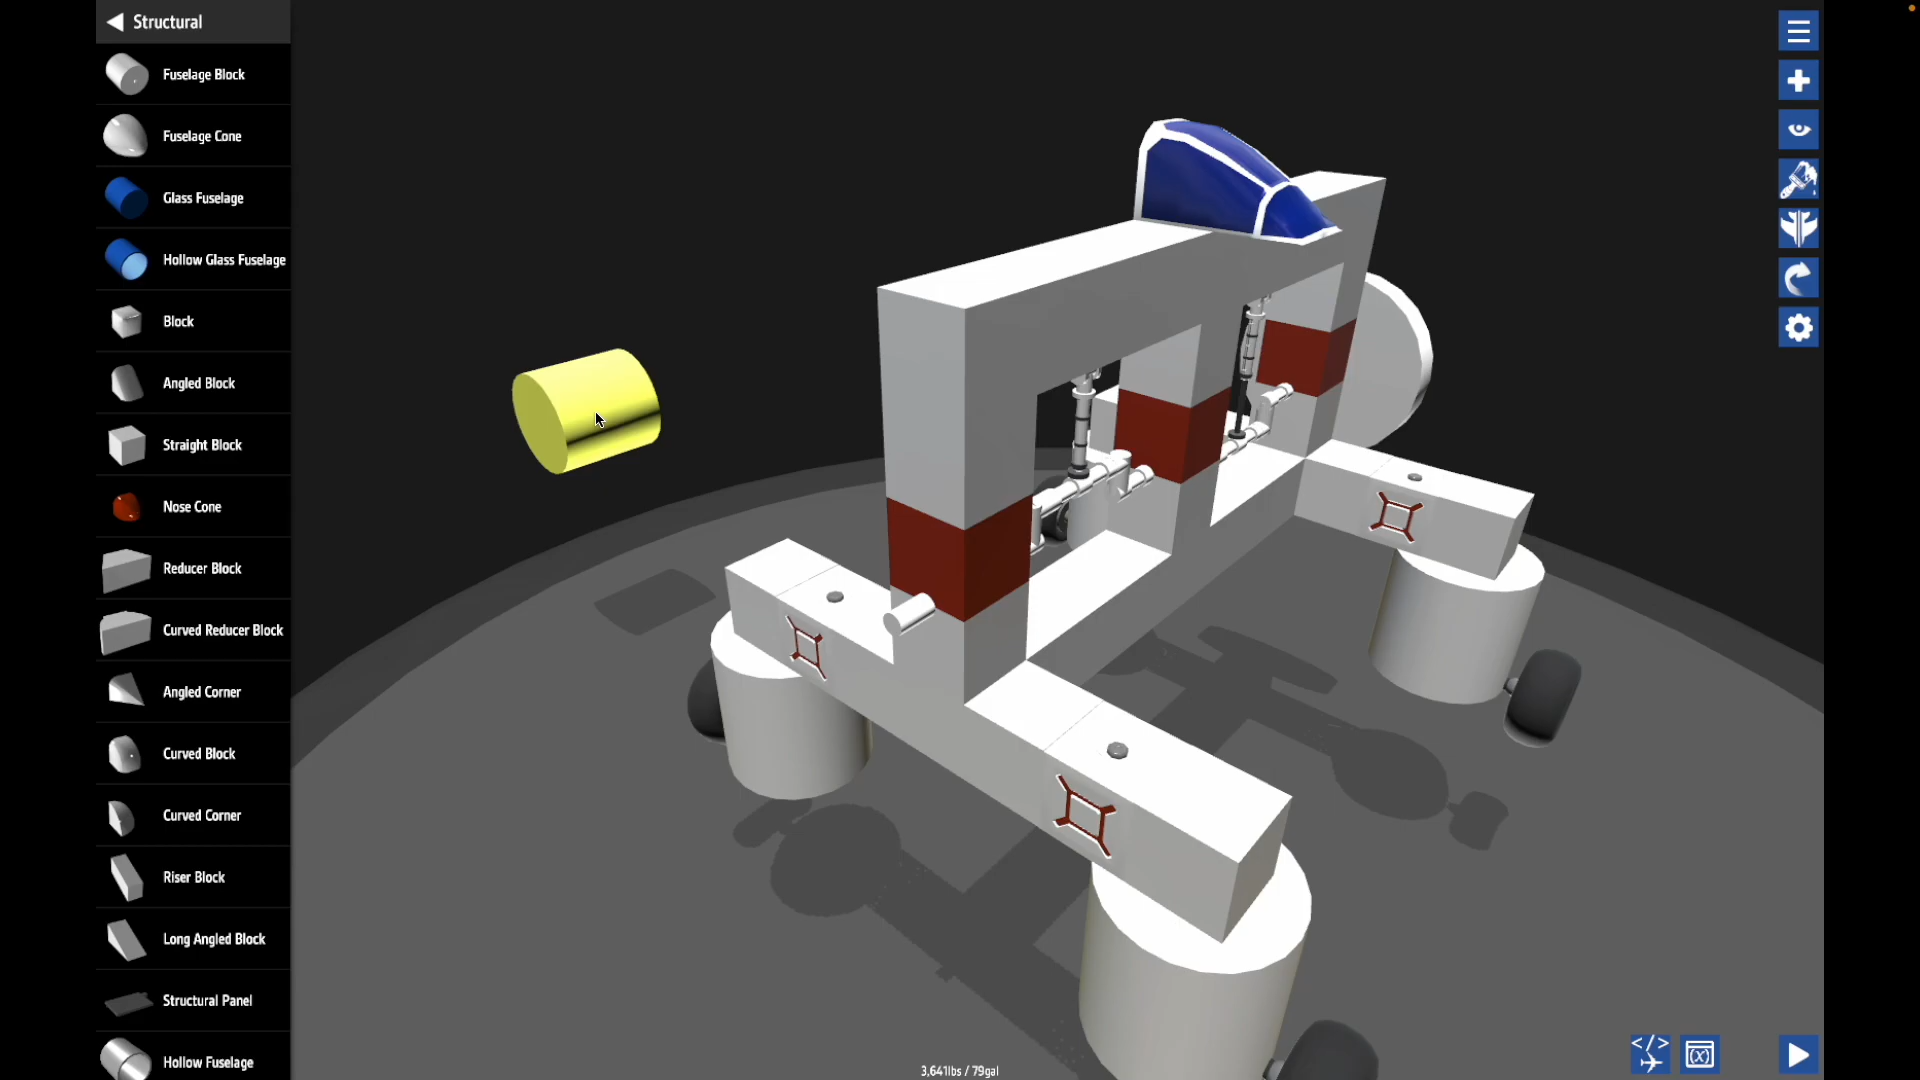 Structural
Fuselage Block
Fuselage Cone
Glass Fuselage
Hollow Glass Fuselage
Block
Angled Block
Straight Block
Nose Cone
Reducer Block
Curved Reducer Block
Angled Corner
Curved Block
Curved Corner
Riser Block
Long Angled Block
Structural Panel
Hollow Fuselage
3,641lbs / 79gal
</>
(x)